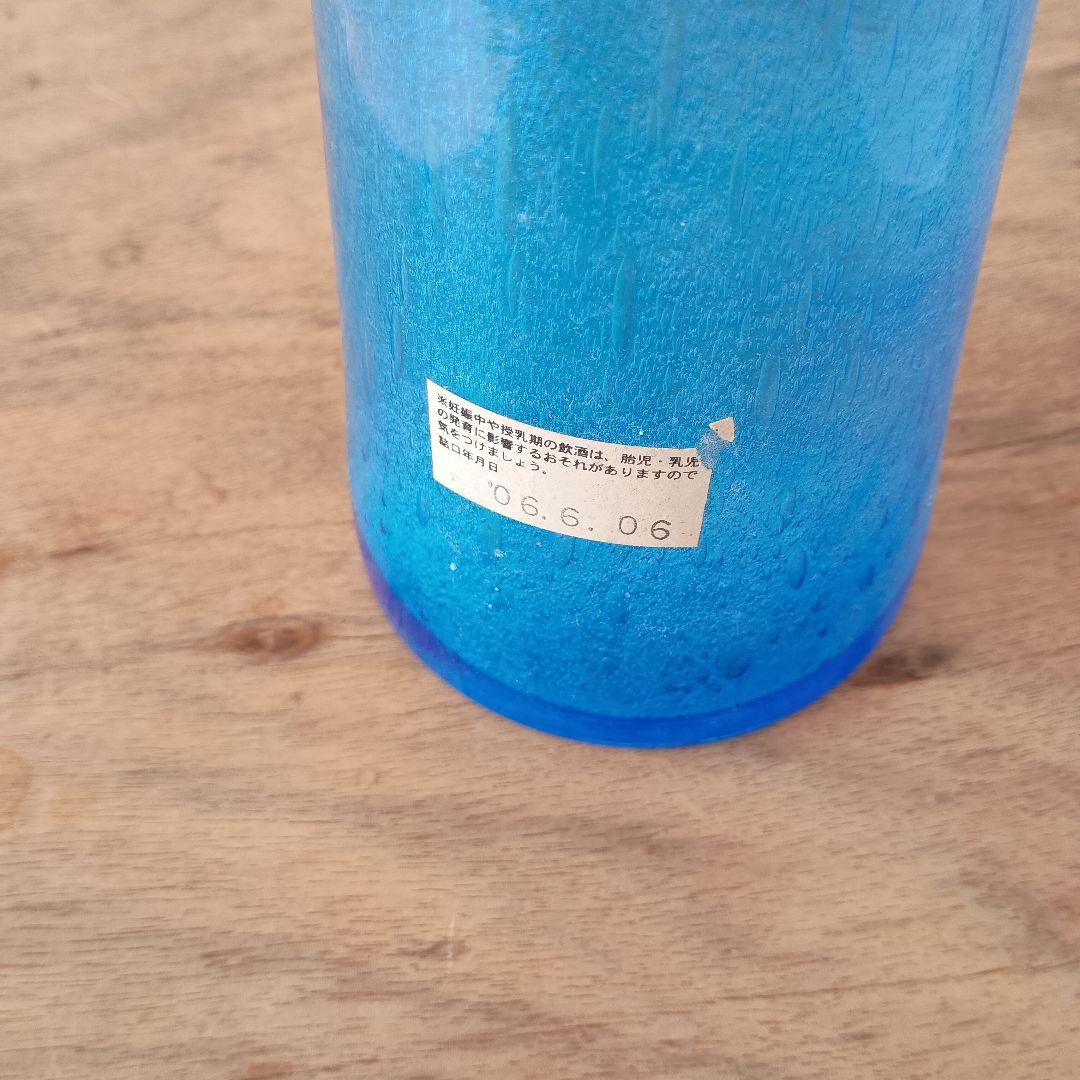 ※妊娠中や授乳期の飲酒は、胎児・乳児
の発育に影響するおそれがありますので
気をつけましょう。
詰口年月日
'06.6.06